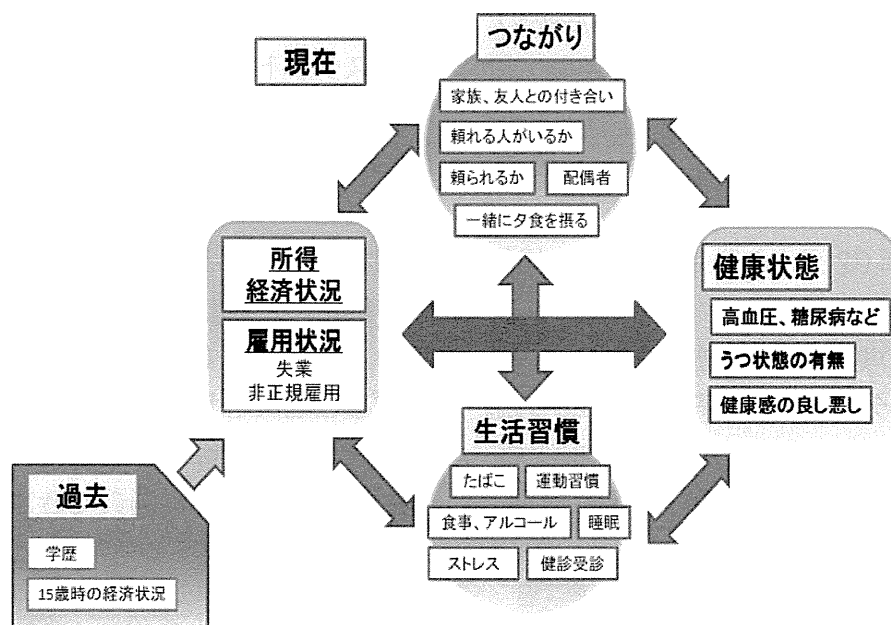 つながり
現在
家族、友人との付き合い
頼れる人がいるか
頼られるか
配偶者
一緒に夕食を摂る
所得
経済状況
雇用状況
失業
非正規雇用
健康状態
高血圧、糖尿病など
うつ状態の有無
健康感の良し悪し
生活習慣
たばこ
運動習慣
食事、アルコール
睡眠
ストレス
健診受診
過去
学歴
15歳時の経済状況